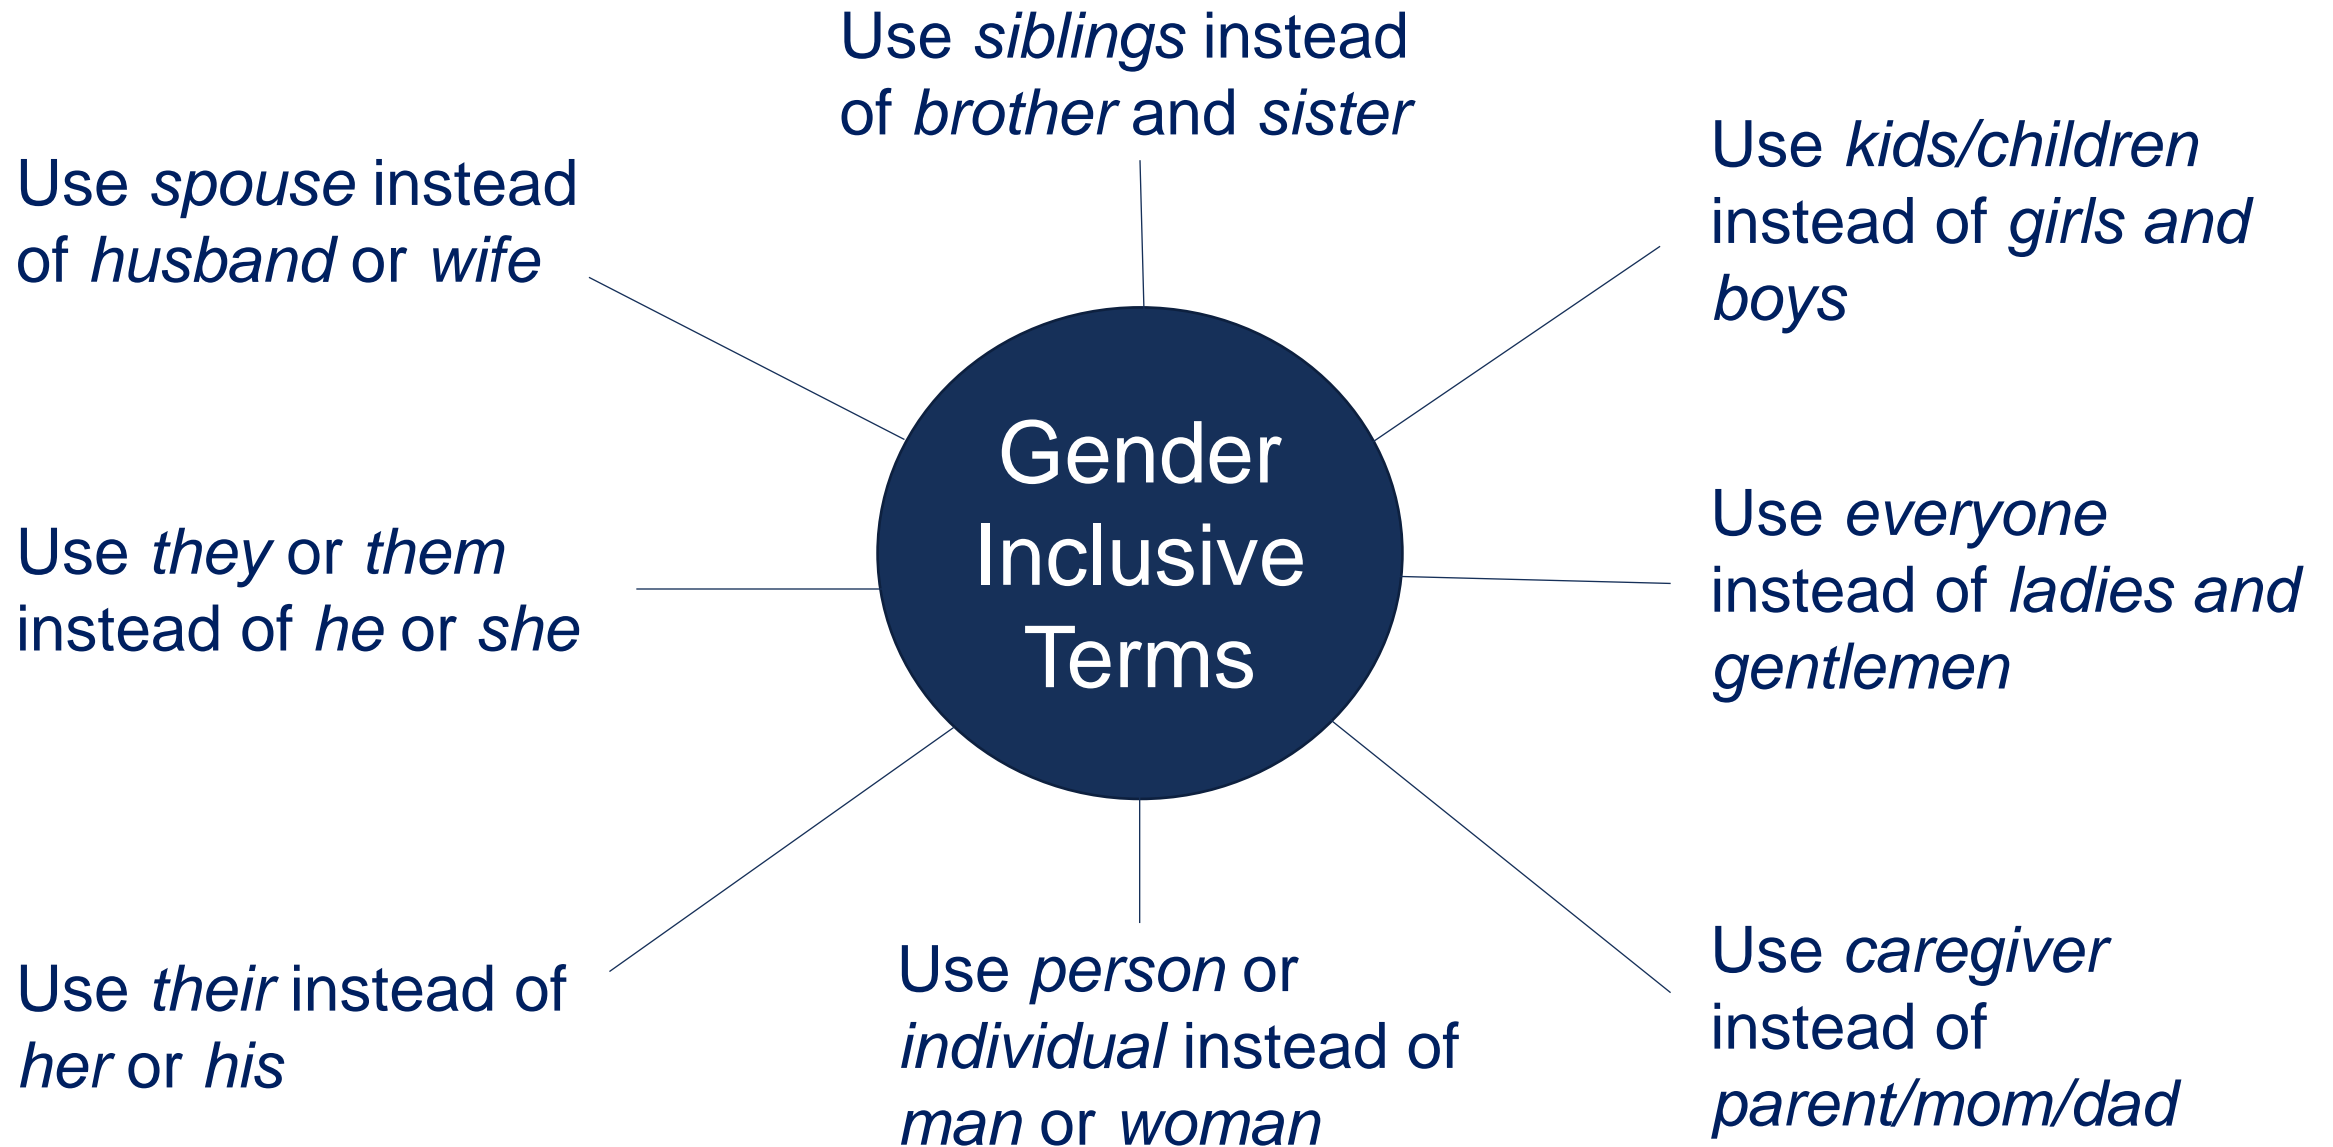 Use siblings instead
of brother and sister
Use spouse instead
of husband or wife
Use kids/children
instead of girls and
boys
Gender
Inclusive
Terms
Use they or them
instead of he or she
Use everyone
instead of ladies and
gentlemen
Use their instead of
her or his
Use person or
individual instead of
man or woman
Use caregiver
instead of
parent/mom/dad